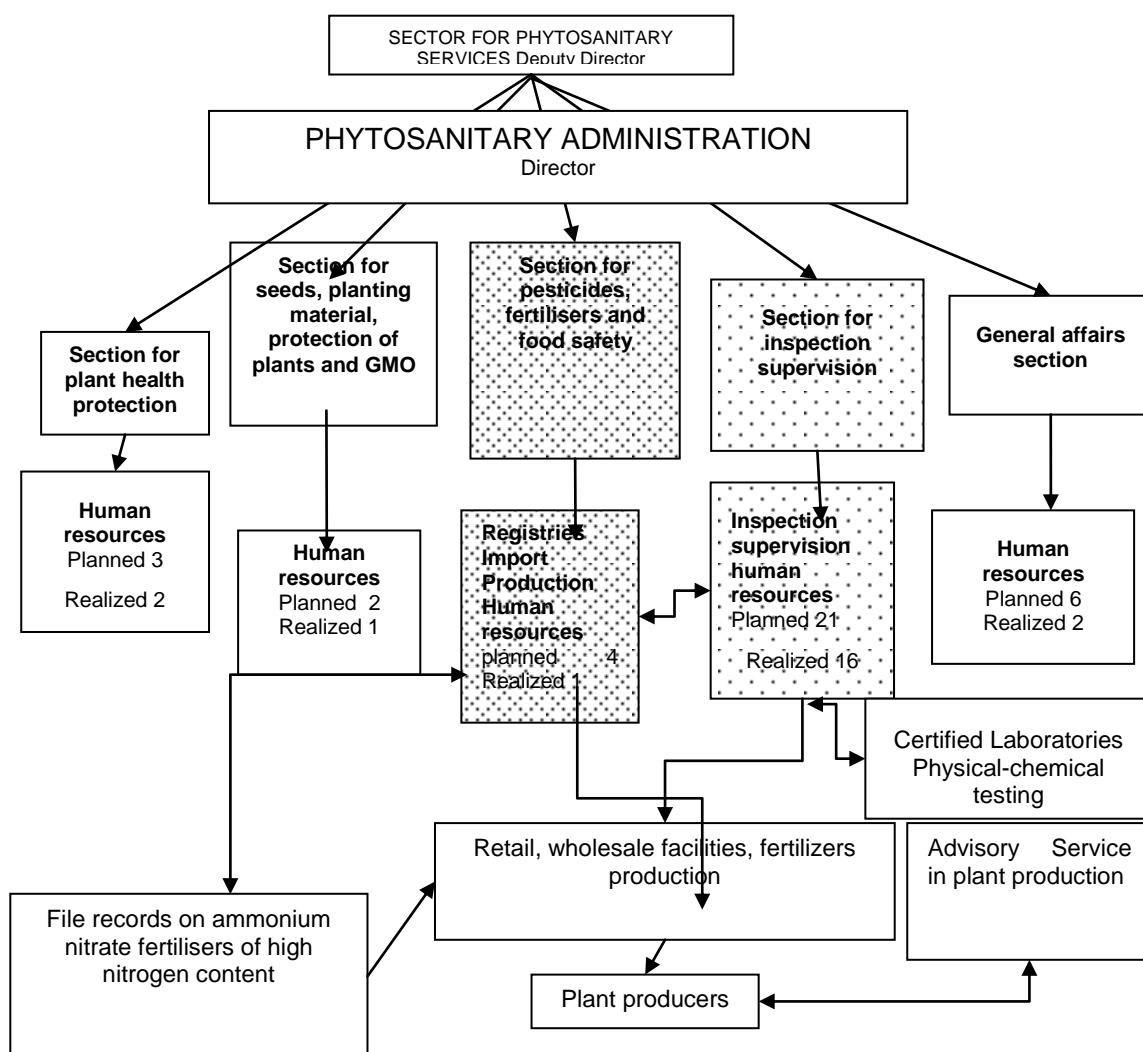 SECTOR FOR PHYTOSANITARY
SERVICES Deputy Director
PHYTOSANITARY ADMINISTRATION
Director
Section for
plant health
protection
Section for
seeds, planting
material,
protection of
plants and GMO
Section for
pesticides,
fertilisers and
food safety
Section for
inspection
supervision
General affairs
section
Human
resources
Planned 3
Realized 2
Human
resources
Planned 2
Realized 1
Registries
Import
Production
Human
resources
planned 4
Realized 1
Inspection
supervision
human
resources
Planned 21
Realized 16
Human
resources
Planned 6
Realized 2
Certified Laboratories
Physical-chemical
testing
Retail, wholesale facilities, fertilizers
production
Advisory Service
in plant production
File records on ammonium
nitrate fertilisers of high
nitrogen content
Plant producers